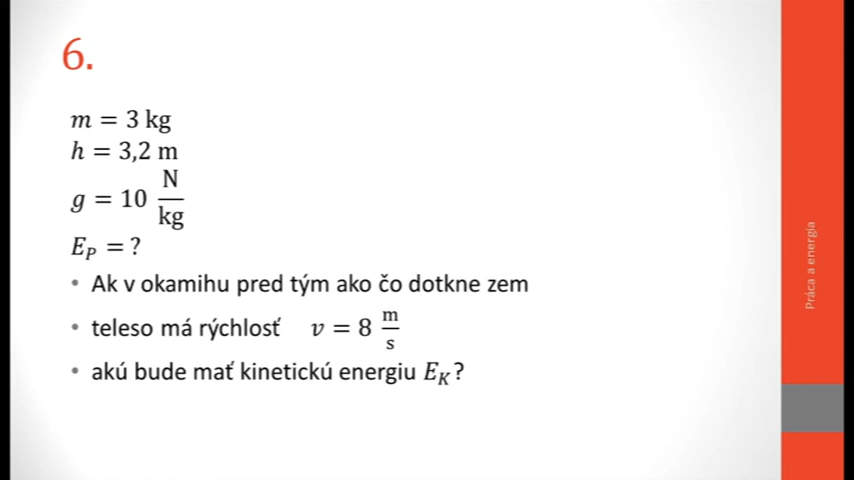 6.
m = 3 kg
h = 3,2 m
g = 10 N/kg
E_P = ?
• Ak v okamihu pred tým ako čo dotkne zem
• teleso má rýchlosť v = 8 m/s
• akú bude mať kinetickú energiu E_K?
Práca a energia